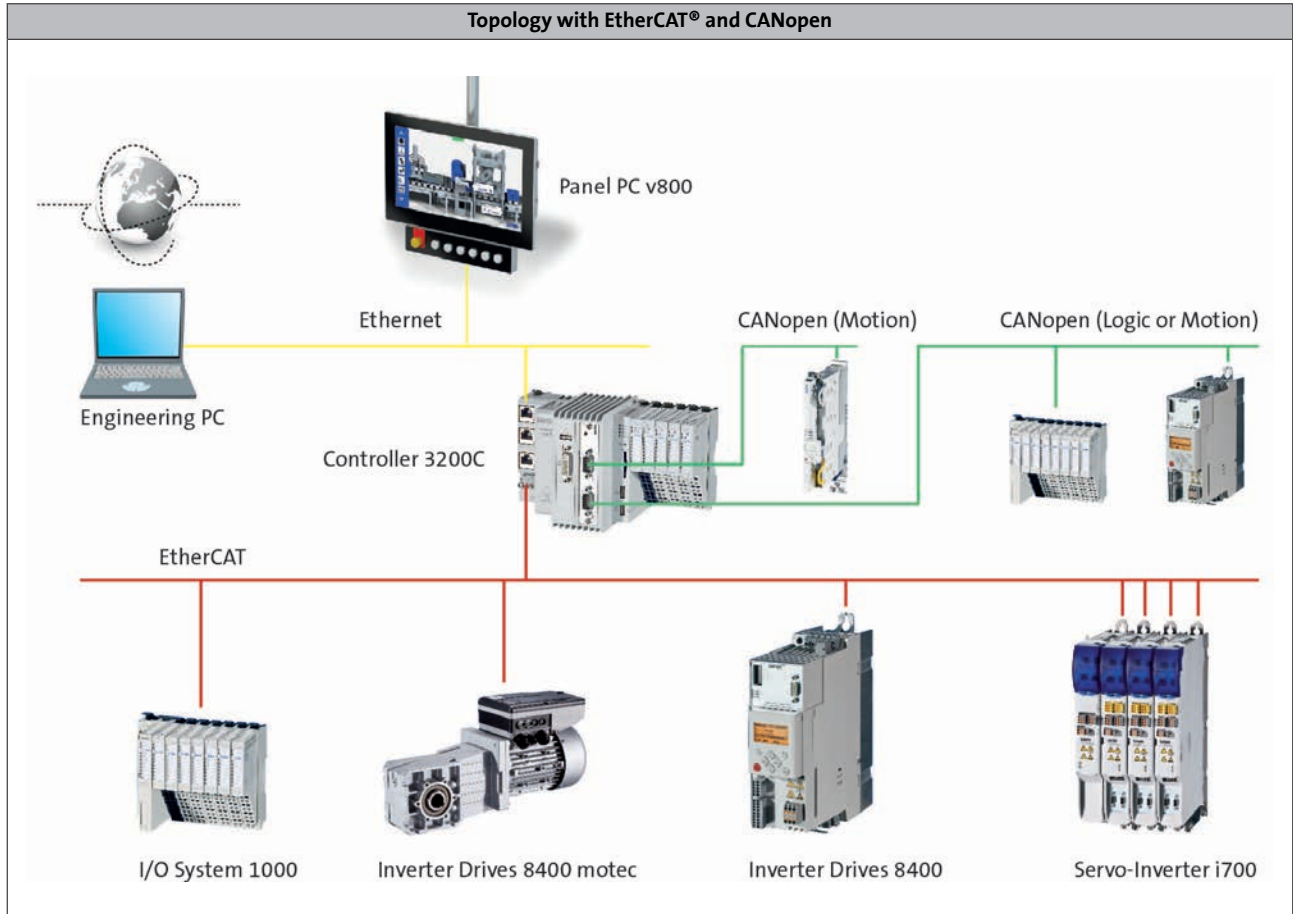 Topology with EtherCAT® and CANopen
Panel PC v800
Ethernet
CANopen (Motion)
CANopen (Logic or Motion)
Engineering PC
Controller 3200C
EtherCAT
I/O System 1000
Inverter Drives 8400 motec
Inverter Drives 8400
Servo-Inverter i700